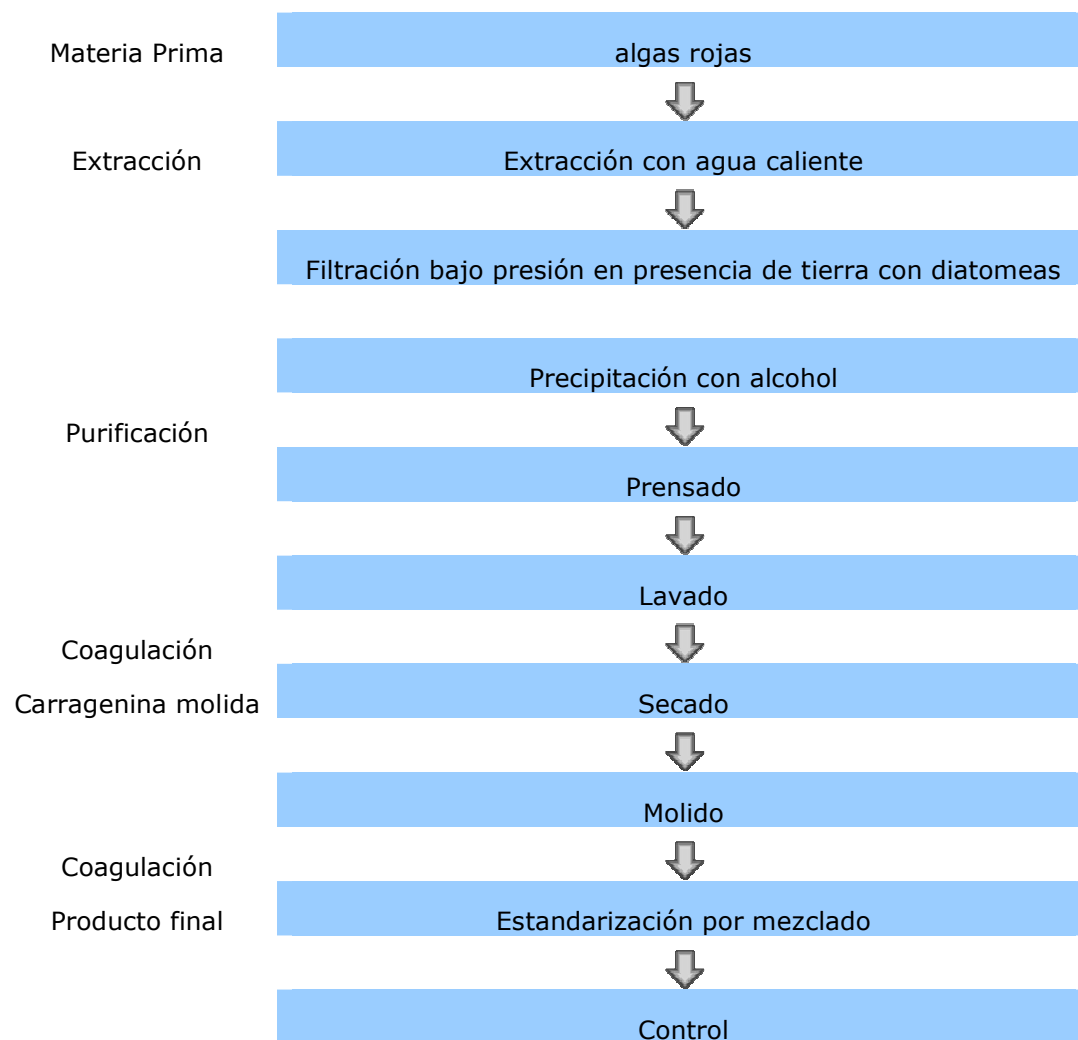 Materia Prima
algas rojas
Extracción
Extracción con agua caliente
Filtración bajo presión en presencia de tierra con diatomeas
Precipitación con alcohol
Purificación
Prensado
Lavado
Coagulación
Carragenina molida
Secado
Molido
Coagulación
Producto final
Estandarización por mezclado
Control